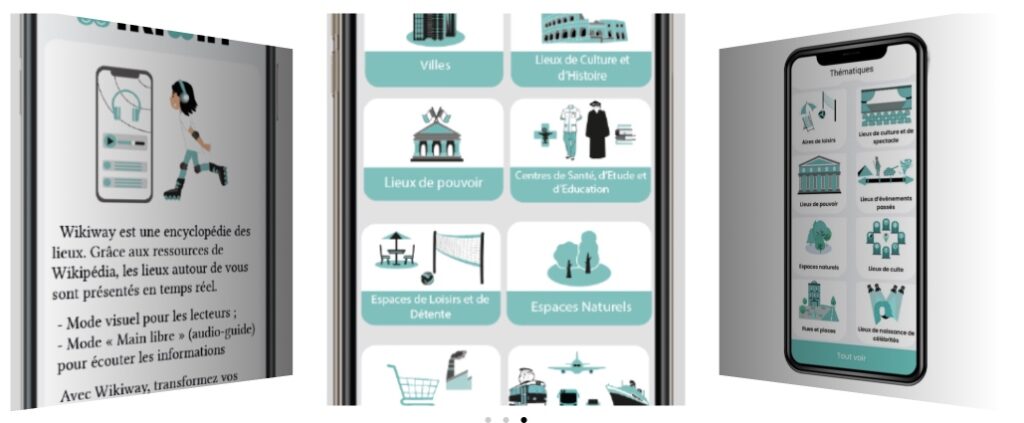 WIKIWAY
Wikiway est une encyclopédie des
lieux. Grâce aux ressources de
Wikipédia, les lieux autour de vous
sont présentés en temps réel.
- Mode visuel pour les lecteurs ;
- Mode « Main libre » (audio-guide)
pour écouter les informations
Avec Wikiway, transformez vos
Villes
Lieux de Culture et
d'Histoire
Lieux de pouvoir
Centres de Santé, d'Etude et
d'Education
Espaces de Loisirs et de
Détente
Espaces Naturels
Thématiques
Aires de loisirs
Lieux de culture et de
spectacle
Lieux de pouvoir
Lieux d'évènements
passés
Espaces naturels
Lieux de culte
Rues et places
Lieux de naissance de
célébrités
Tout voir